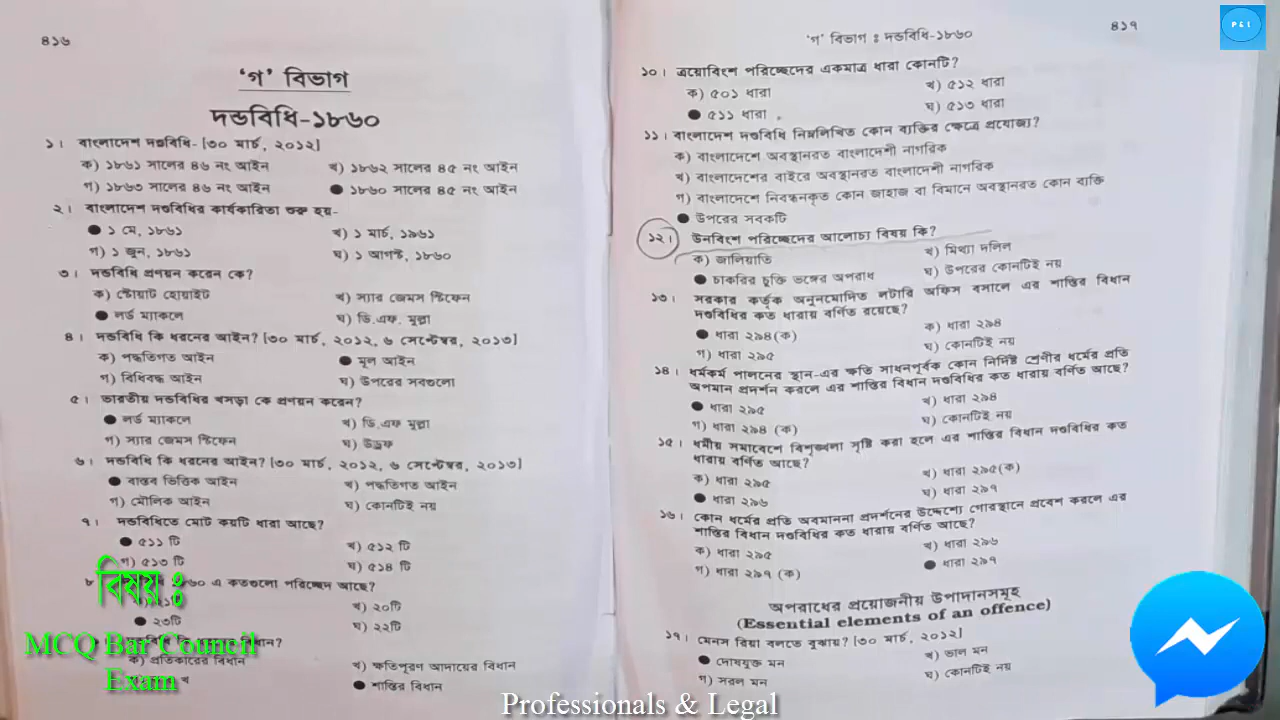 ৪১৬
‘গ’ বিভাগ
দন্ডবিধি-১৮৬০
১। বাংলাদেশ দণ্ডবিধি- [৩০ মার্চ, ২০১২]
ক) ১৮৬১ সালের ৪৬ নং আইন খ) ১৮৬২ সালের ৪৫ নং আইন
গ) ১৮৬৩ সালের ৪৬ নং আইন ● ১৮৬০ সালের ৪৫ নং আইন
২। বাংলাদেশ দণ্ডবিধির কার্যকারিতা শুরু হয়-
● ১ মে, ১৮৬১ খ) ১ মার্চ, ১৯৬১
গ) ১ জুন, ১৮৬১ ঘ) ১ আগস্ট, ১৮৬০
৩। দণ্ডবিধি প্রণয়ন করেন কে?
ক) স্টোয়াট হোয়াইট খ) স্যার জেমস স্টিফেন
● লর্ড ম্যাকলে ঘ) ডি.এফ. মুল্লা
৪। দণ্ডবিধি কি ধরনের আইন? [৩০ মার্চ, ২০১২, ৬ সেপ্টেম্বর, ২০১৩]
ক) পদ্ধতিগত আইন ● মূল আইন
গ) বিধিবদ্ধ আইন ঘ) উপরের সবগুলো
৫। ভারতীয় দণ্ডবিধির খসড়া কে প্রণয়ন করেন?
● লর্ড ম্যাকলে খ) ডি.এফ মুল্লা
গ) স্যার জেমস স্টিফেন ঘ) উড্রফ
৬। দণ্ডবিধি কি ধরনের আইন? [৩০ মার্চ, ২০১২, ৬ সেপ্টেম্বর, ২০১৩]
● বাস্তব ভিত্তিক আইন খ) পদ্ধতিগত আইন
গ) মৌলিক আইন ঘ) কোনটিই নয়
৭। দন্ডবিধিতে মোট কয়টি ধারা আছে?
● ৫১১ টি খ) ৫১২ টি
গ) ৫১৩ টি ঘ) ৫১৪ টি
৮ ৮৬০ এ কতগুলো পরিচ্ছেদ আছে?
খ) ২০টি
● ২৩টি ঘ) ২২টি
বিধান?
ক) প্রতিকারের বিধান খ) ক্ষতিপূরণ আদায়ের বিধান
● শাস্তির বিধান
‘গ’ বিভাগ ঃ দন্ডবিধি-১৮৬০ ৪১৭
১০। ত্রয়োবিংশ পরিচ্ছেদের একমাত্র ধারা কোনটি?
ক) ৫০১ ধারা খ) ৫১২ ধারা
● ৫১১ ধারা ঘ) ৫১৩ ধারা
১১। বাংলাদেশ দণ্ডবিধি নিম্নলিখিত কোন ব্যক্তির ক্ষেত্রে প্রযোজ্য?
ক) বাংলাদেশে অবস্থানরত বাংলাদেশী নাগরিক
খ) বাংলাদেশের বাইরে অবস্থানরত বাংলাদেশী নাগরিক
গ) বাংলাদেশে নিবন্ধনকৃত কোন জাহাজ বা বিমানে অবস্থানরত কোন ব্যক্তি
● উপরের সবকটি
১২। উনবিংশ পরিচ্ছেদের আলোচ্য বিষয় কি?
ক) জালিয়াতি খ) মিথ্যা দলিল
● চাকরির চুক্তি ভঙ্গের অপরাধ ঘ) উপরের কোনটিই নয়
১৩। সরকার কর্তৃক অনুনমোদিত লটারি অফিস বসালে এর শাস্তির বিধান
দণ্ডবিধির কত ধারায় বর্ণিত রয়েছে?
● ধারা ২৯৪(ক) ক) ধারা ২৯৪
গ) ধারা ২৯৫ ঘ) কোনটিই নয়
১৪। ধর্মকর্ম পালনের স্থান-এর ক্ষতি সাধনপূর্বক কোন নির্দিষ্ট শ্রেণীর ধর্মের প্রতি
অপমান প্রদর্শন করলে এর শাস্তির বিধান দণ্ডবিধির কত ধারায় বর্ণিত আছে?
● ধারা ২৯৫ খ) ধারা ২৯৪
গ) ধারা ২৯৪ (ক) ঘ) কোনটিই নয়
১৫। ধর্মীয় সমাবেশে বিশৃঙ্খলা সৃষ্টি করা হলে এর শাস্তির বিধান দণ্ডবিধির কত
ধারায় বর্ণিত আছে?
ক) ধারা ২৯৫ খ) ধারা ২৯৫(ক)
● ধারা ২৯৬ ঘ) ধারা ২৯৭
১৬। কোন ধর্মের প্রতি অবমাননা প্রদর্শনের উদ্দেশ্যে গোরস্থানে প্রবেশ করলে এর
শাস্তির বিধান দণ্ডবিধির কত ধারায় বর্ণিত আছে?
ক) ধারা ২৯৫ খ) ধারা ২৯৬
গ) ধারা ২৯৭ (ক) ● ধারা ২৯৭
অপরাধের প্রয়োজনীয় উপাদানসমূহ
(Essential elements of an offence)
১৭। মেনস রিয়া বলতে বুঝায়? [৩০ মার্চ, ২০১২]
● দোষযুক্ত মন খ) ভাল মন
গ) সরল মন ঘ) কোনটিই নয়
বিষয় ঃ
MCQ Bar Council
Exam
Professionals & Legal
P & L